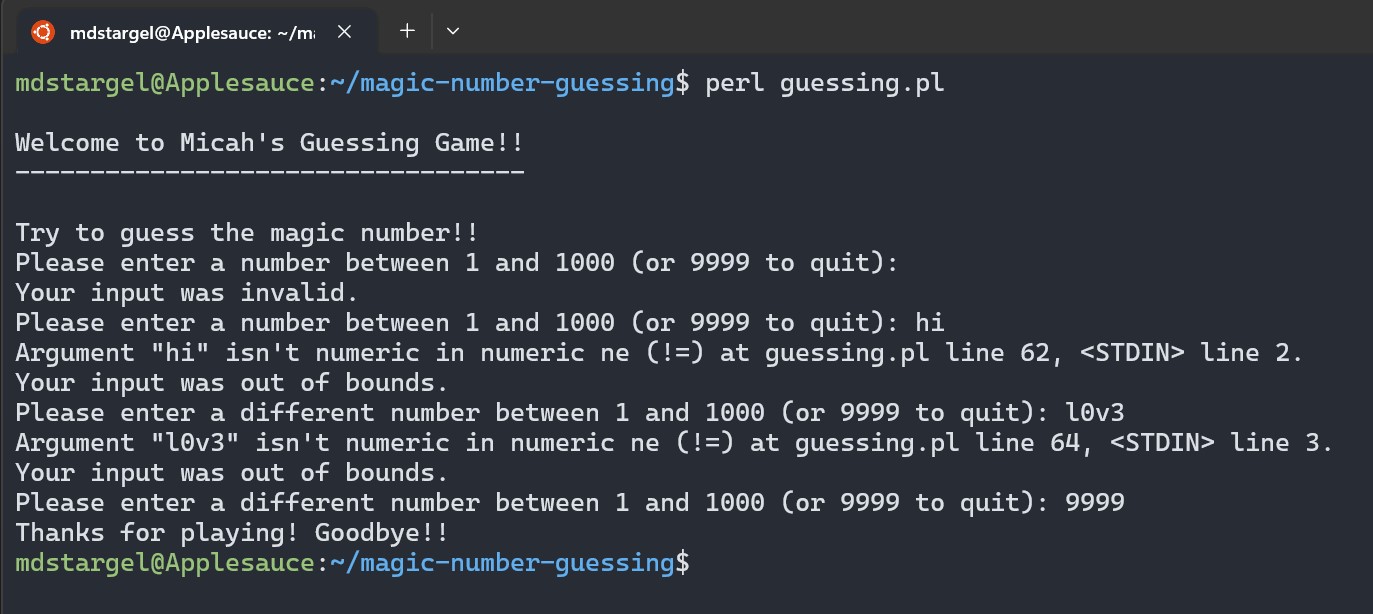 mdstargel@Applesauce: ~/ma
mdstargel@Applesauce:~/magic-number-guessing$ perl guessing.pl
Welcome to Micah's Guessing Game!!
----------------------------------
Try to guess the magic number!!
Please enter a number between 1 and 1000 (or 9999 to quit):
Your input was invalid.
Please enter a number between 1 and 1000 (or 9999 to quit): hi
Argument "hi" isn't numeric in numeric ne (!=) at guessing.pl line 62, <STDIN> line 2.
Your input was out of bounds.
Please enter a different number between 1 and 1000 (or 9999 to quit): l0v3
Argument "l0v3" isn't numeric in numeric ne (!=) at guessing.pl line 64, <STDIN> line 3.
Your input was out of bounds.
Please enter a different number between 1 and 1000 (or 9999 to quit): 9999
Thanks for playing! Goodbye!!
mdstargel@Applesauce:~/magic-number-guessing$